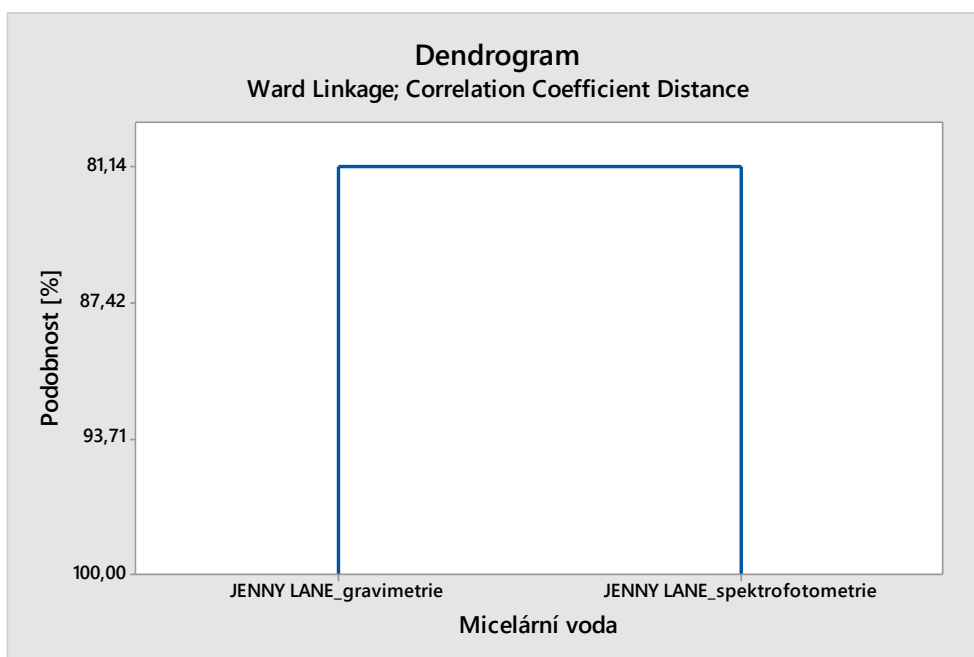 Dendrogram
Ward Linkage; Correlation Coefficient Distance
Podobnost [%]
81,14
87,42
93,71
100,00
JENNY LANE_gravimetrie
JENNY LANE_spektrofotometrie
Micelární voda